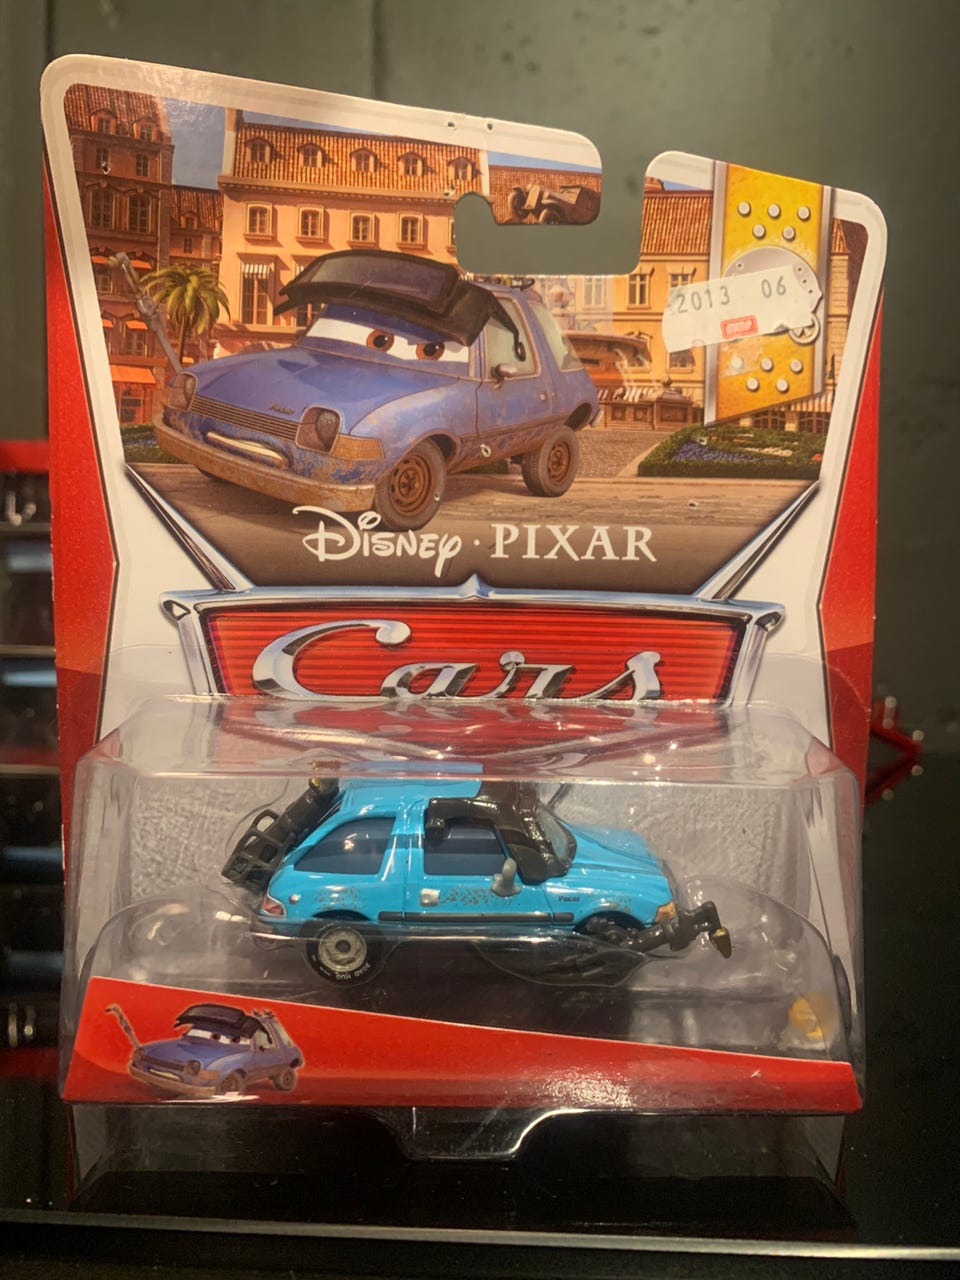 2013 06
Disney · PIXAR
Cars
Pacer